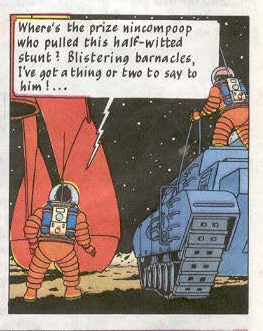 Where's the prize nincompoop
who pulled this half-witted
stunt? Blistering barnacles,
I've got a thing or two to say to
him!...